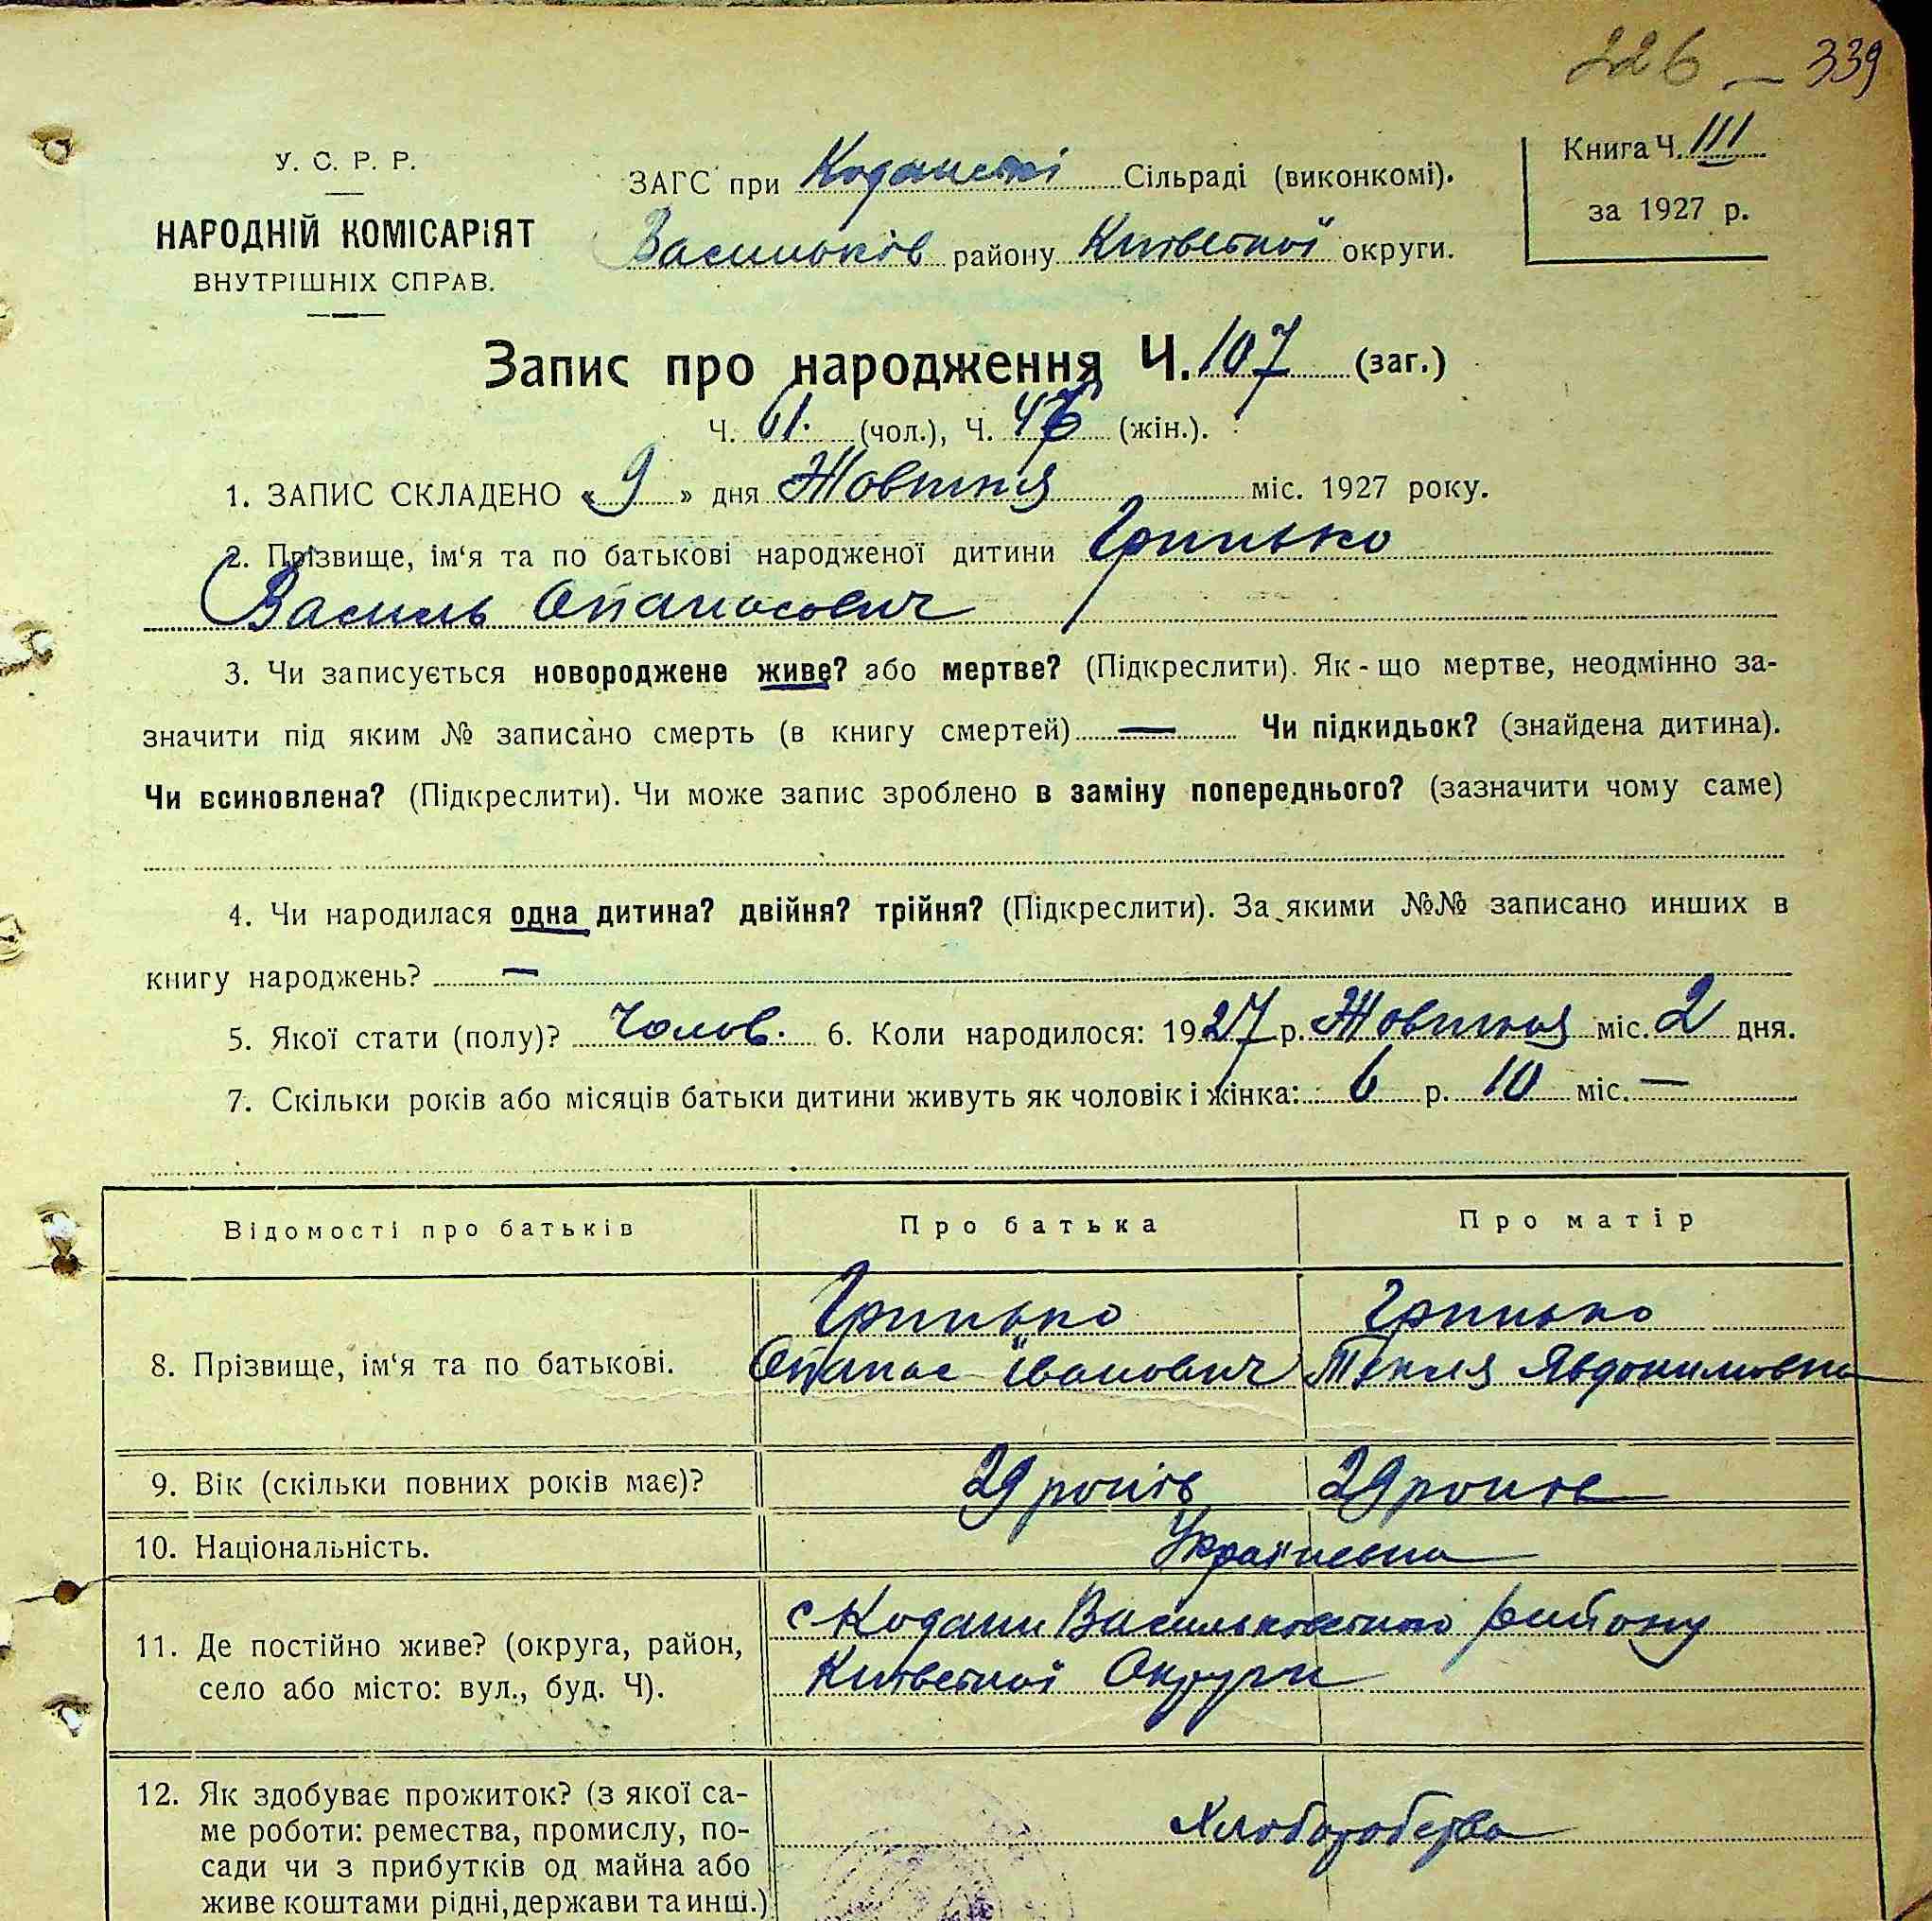 226 — 339
У. С. Р. Р.
НАРОДНІЙ КОМІСАРІЯТ
ВНУТРІШНІХ СПРАВ.
ЗАГС при Коданскі Сільраді (виконкомі).
Васильків району Київської округи.
Книга Ч. III
за 1927 р.
Запис про народження Ч. 107 (заг.)
Ч. 61. (чол.), Ч. 46 (жін.).
1. ЗАПИС СКЛАДЕНО «9» дня Жовтня міс. 1927 року.
2. Прізвище, ім‘я та по батькові народженої дитини Гринько
Василь Опанасович
3. Чи записується новороджене живе? або мертве? (Підкреслити). Як-що мертве, неодмінно за-
значити під яким № записано смерть (в книгу смертей) — Чи підкидьок? (знайдена дитина).
Чи всиновлена? (Підкреслити). Чи може запис зроблено в заміну попереднього? (зазначити чому саме)
4. Чи народилася одна дитина? двійня? трійня? (Підкреслити). За якими №№ записано инших в
книгу народжень? —
5. Якої стати (полу)? Чолов. 6. Коли народилося: 1927 р. Жовтня міс. 2 дня.
7. Скільки років або місяців батьки дитини живуть як чоловік і жінка: 6 р. 10 міс. —
Відомості про батьків Про батька Про матір
Гринько Гринько
8. Прізвище, ім‘я та по батькові. Опанас Іванович Текля Явдокимовна
9. Вік (скільки повних років має)? 29 років 29 років
10. Національність. Українська
с Кодаки Васильковського району
11. Де постійно живе? (округа, район,
село або місто: вул., буд. Ч). Київської Округи
12. Як здобуває прожиток? (з якої са-
ме роботи: ремества, промислу, по- Хлоборобства
сади чи з прибутків од майна або
живе коштами рідні, держави та инш.)